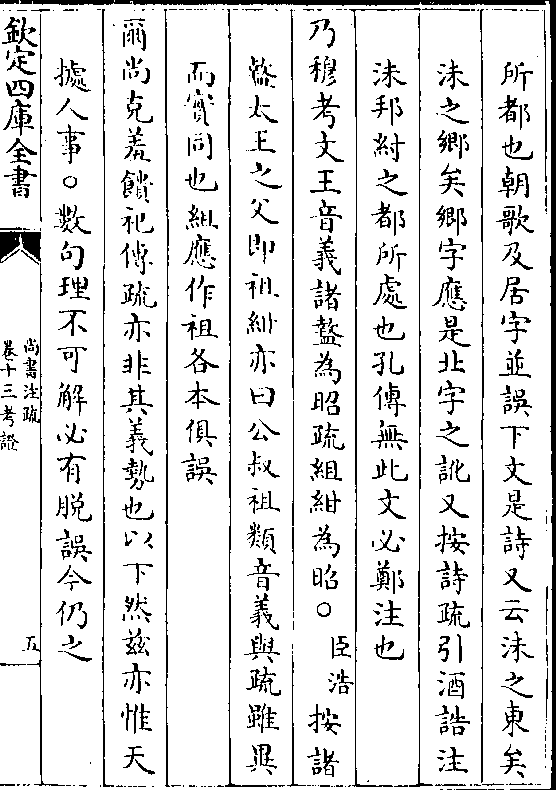 所都也朝歌及居字並誤下文是詩又云沬之東矣
沬之鄉矣鄉字應是北字之訛又按詩疏引酒誥注
沬邦紂之都所處也孔傳無此文必鄭注也
乃穆考文王音義諸盩為昭疏組紺為昭〇臣浩按諸
盩太王之父即祖紺亦曰公叔祖類音義與疏雖異
而實同也組應作祖各本俱誤
爾尚克羞饋祀傳疏亦非其義勢也以下然兹亦惟天
㨿人事〇數句理不可解必有脱誤今仍之
欽定四庫全書
尚書注疏
卷十三考證
五